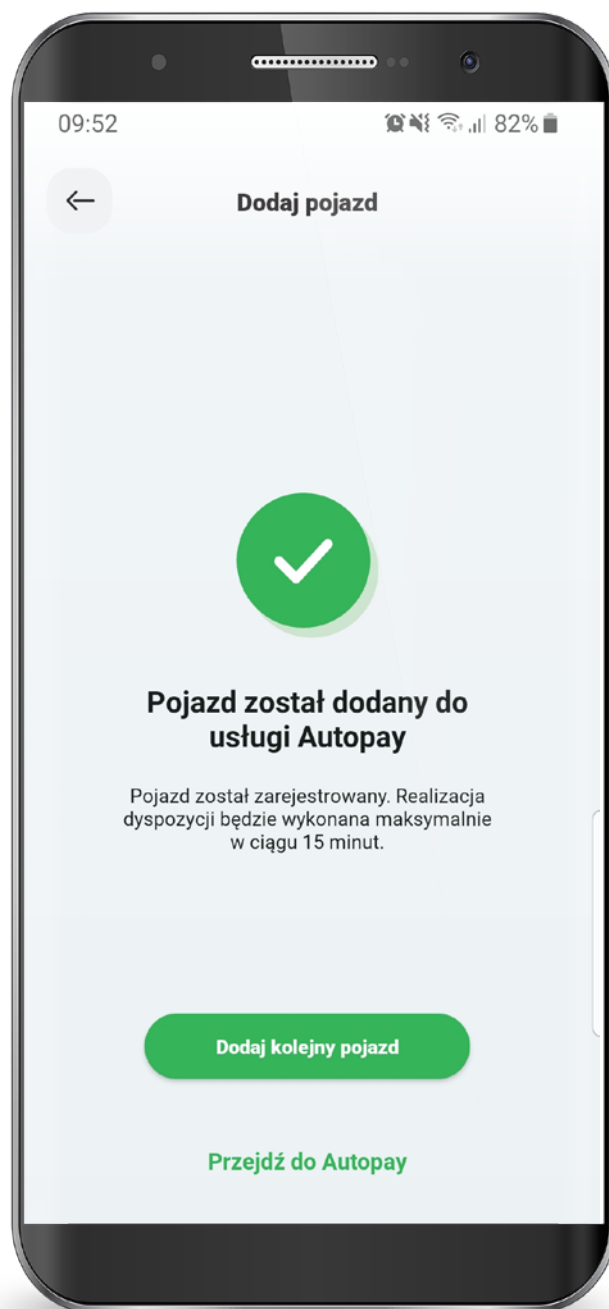 09:52 82%
Dodaj pojazd
Pojazd został dodany do
usługi Autopay
Pojazd został zarejestrowany. Realizacja
dyspozycji będzie wykonana maksymalnie
w ciągu 15 minut.
Dodaj kolejny pojazd
Przejdź do Autopay